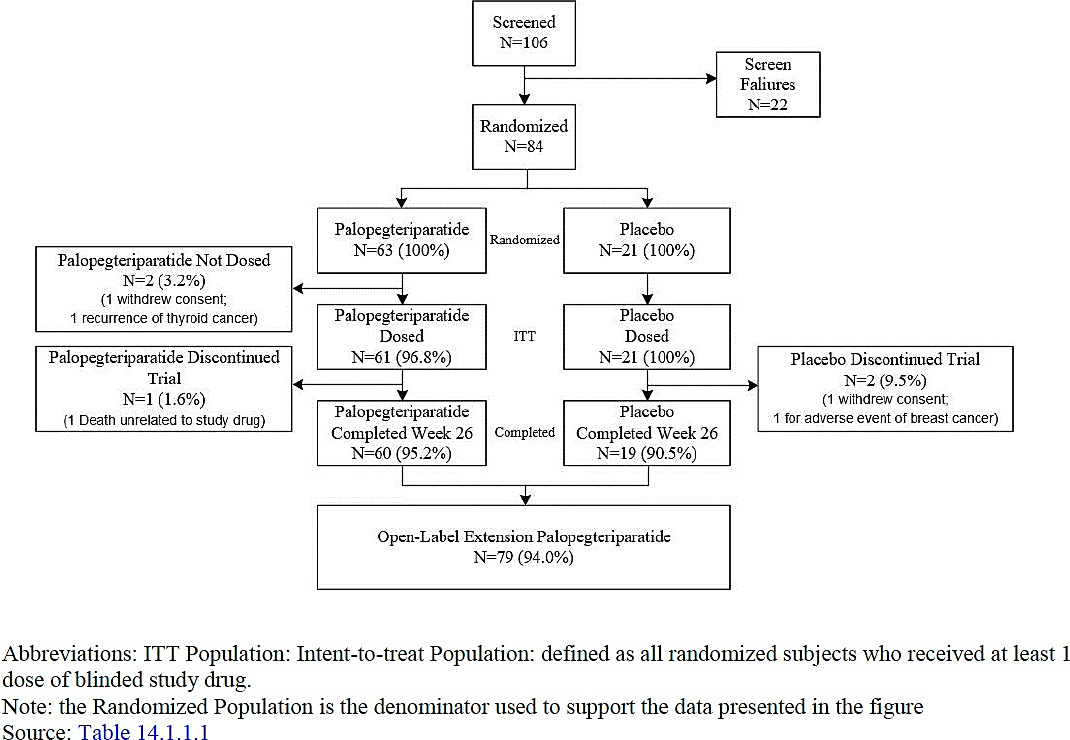 Screened
N=106
Screen
Faliures
N=22
Randomized
N=84
Palopegteriparatide
N=63 (100%)
Randomized
Placebo
N=21 (100%)
Palopegteriparatide Not Dosed
N=2 (3.2%)
(1 withdrew consent;
1 recurrence of thyroid cancer)
Palopegteriparatide
Dosed
N=61 (96.8%)
ITT
Placebo
Dosed
N=21 (100%)
Palopegteriparatide Discontinued
Trial
N=1 (1.6%)
(1 Death unrelated to study drug)
Placebo Discontinued Trial
N=2 (9.5%)
(1 withdrew consent;
1 for adverse event of breast cancer)
Palopegteriparatide
Completed Week 26
N=60 (95.2%)
Completed
Placebo
Completed Week 26
N=19 (90.5%)
Open-Label Extension Palopegteriparatide
N=79 (94.0%)
Abbreviations: ITT Population: Intent-to-treat Population: defined as all randomized subjects who received at least 1
dose of blinded study drug.
Note: the Randomized Population is the denominator used to support the data presented in the figure
Source: Table 14.1.1.1